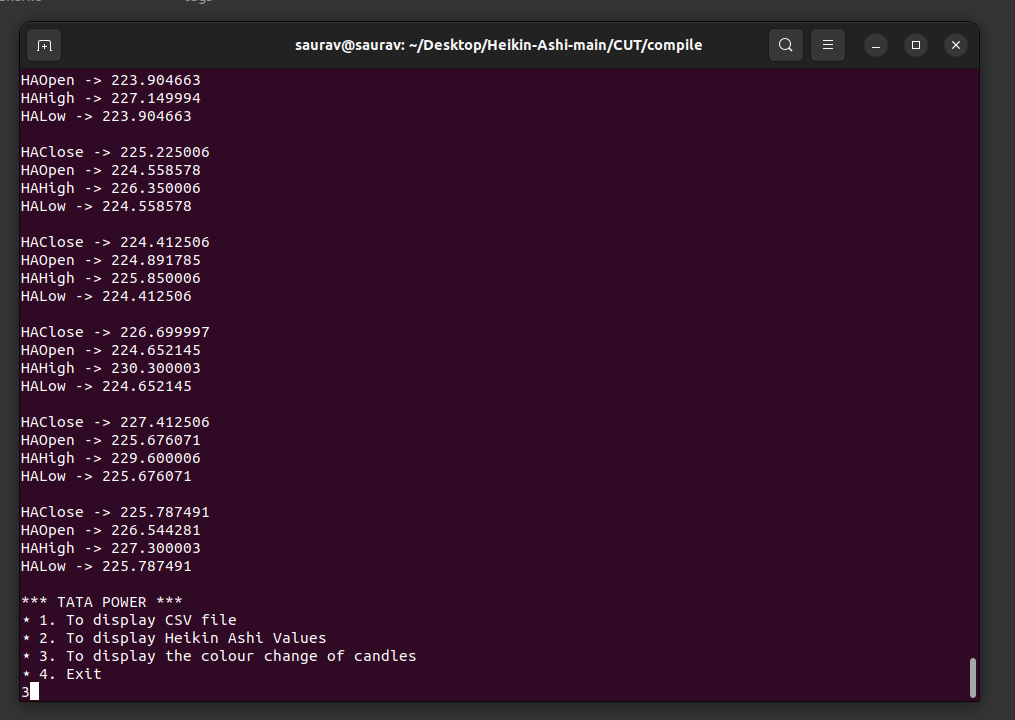 saurav@saurav: ~/Desktop/Heikin-Ashi-main/CUT/compile
HAOpen -> 223.904663
HAHigh -> 227.149994
HALow -> 223.904663
HAClose -> 225.225006
HAOpen -> 224.558578
HAHigh -> 226.350006
HALow -> 224.558578
HAClose -> 224.412506
HAOpen -> 224.891785
HAHigh -> 225.850006
HALow -> 224.412506
HAClose -> 226.699997
HAOpen -> 224.652145
HAHigh -> 230.300003
HALow -> 224.652145
HAClose -> 227.412506
HAOpen -> 225.676071
HAHigh -> 229.600006
HALow -> 225.676071
HAClose -> 225.787491
HAOpen -> 226.544281
HAHigh -> 227.300003
HALow -> 225.787491
*** TATA POWER ***
* 1. To display CSV file
* 2. To display Heikin Ashi Values
* 3. To display the colour change of candles
* 4. Exit
3